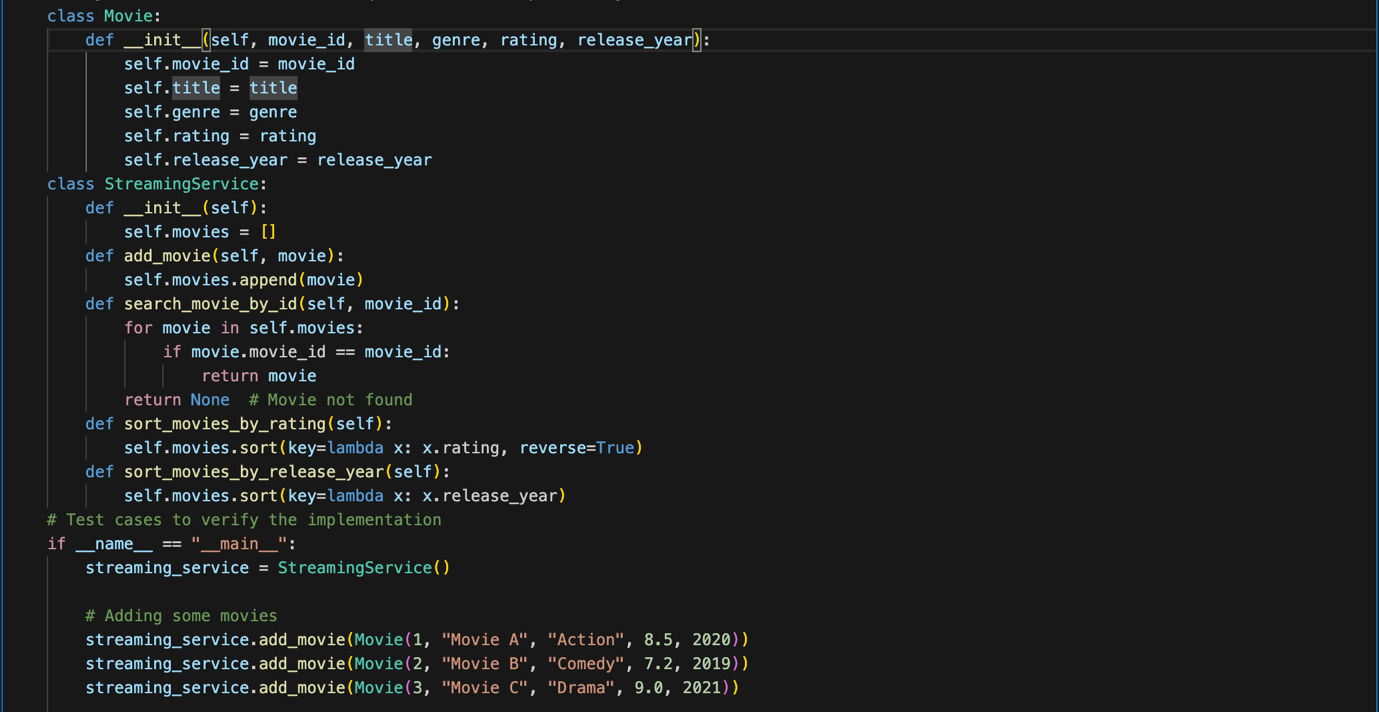 class Movie:
    def __init__(self, movie_id, title, genre, rating, release_year):
        self.movie_id = movie_id
        self.title = title
        self.genre = genre
        self.rating = rating
        self.release_year = release_year
class StreamingService:
    def __init__(self):
        self.movies = []
    def add_movie(self, movie):
        self.movies.append(movie)
    def search_movie_by_id(self, movie_id):
        for movie in self.movies:
            if movie.movie_id == movie_id:
                return movie
        return None  # Movie not found
    def sort_movies_by_rating(self):
        self.movies.sort(key=lambda x: x.rating, reverse=True)
    def sort_movies_by_release_year(self):
        self.movies.sort(key=lambda x: x.release_year)
# Test cases to verify the implementation
if __name__ == "__main__":
    streaming_service = StreamingService()
    # Adding some movies
    streaming_service.add_movie(Movie(1, "Movie A", "Action", 8.5, 2020))
    streaming_service.add_movie(Movie(2, "Movie B", "Comedy", 7.2, 2019))
    streaming_service.add_movie(Movie(3, "Movie C", "Drama", 9.0, 2021))